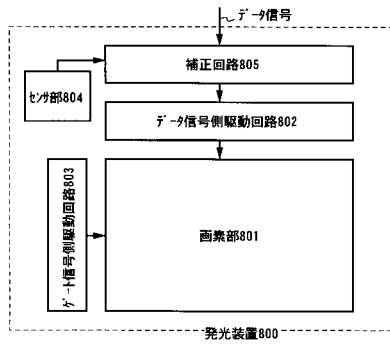 データ信号
補正回路805
センサ部804
データ信号側駆動回路802
ゲート信号側駆動回路803
画素部801
発光装置800